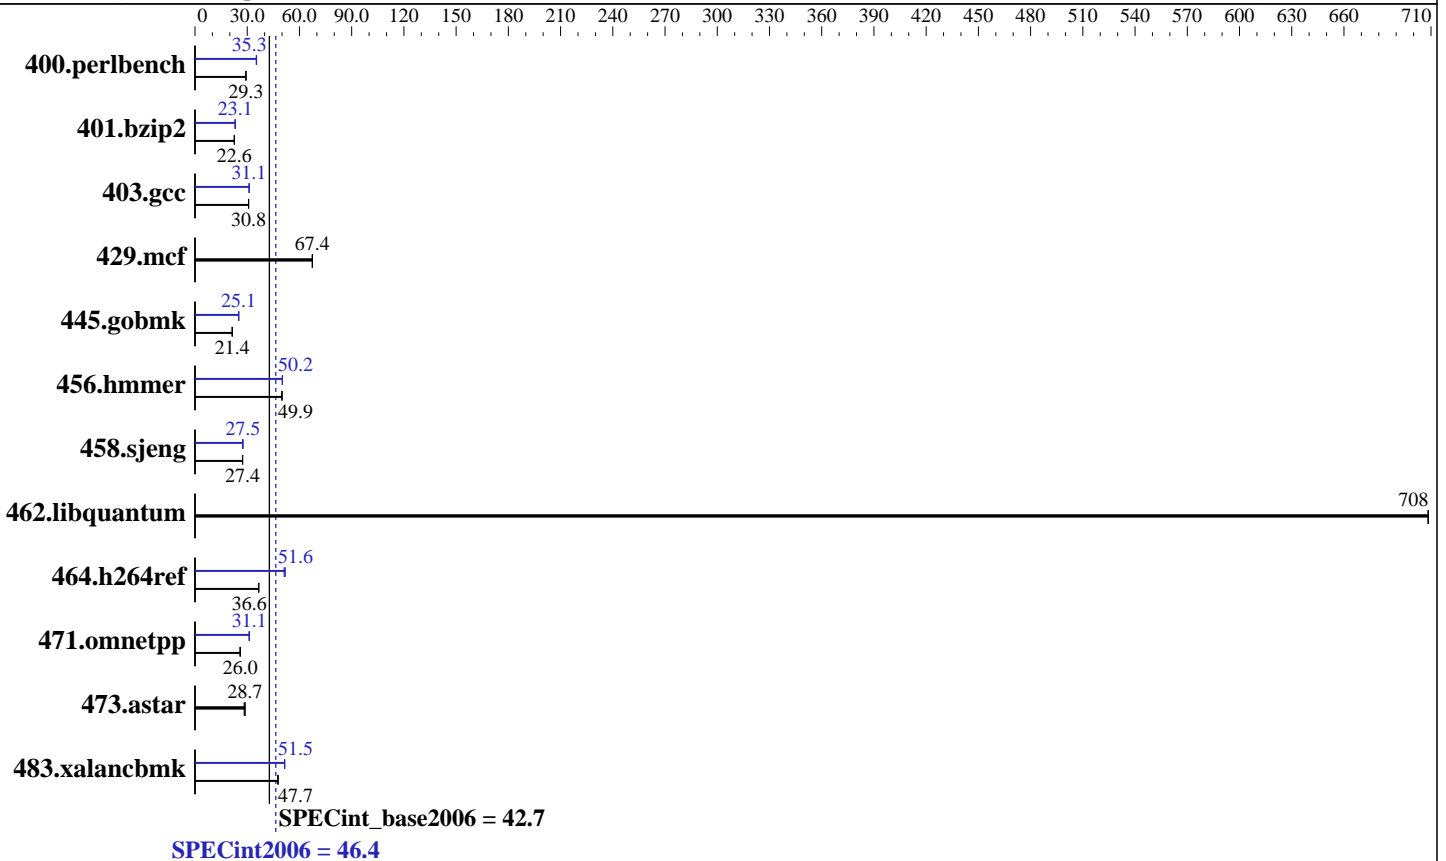 0 30.0 60.0 90.0 120 150 180 210 240 270 300 330 360 390 420 450 480 510 540 570 600 630 660 710
35.3
400.perlbench
29.3
23.1
401.bzip2
22.6
31.1
403.gcc
30.8
67.4
429.mcf
25.1
445.gobmk
21.4
50.2
456.hmmer
49.9
27.5
458.sjeng
27.4
708
462.libquantum
51.6
464.h264ref
36.6
31.1
471.omnetpp
26.0
28.7
473.astar
51.5
483.xalancbmk
47.7
SPECint_base2006 = 42.7
SPECint2006 = 46.4